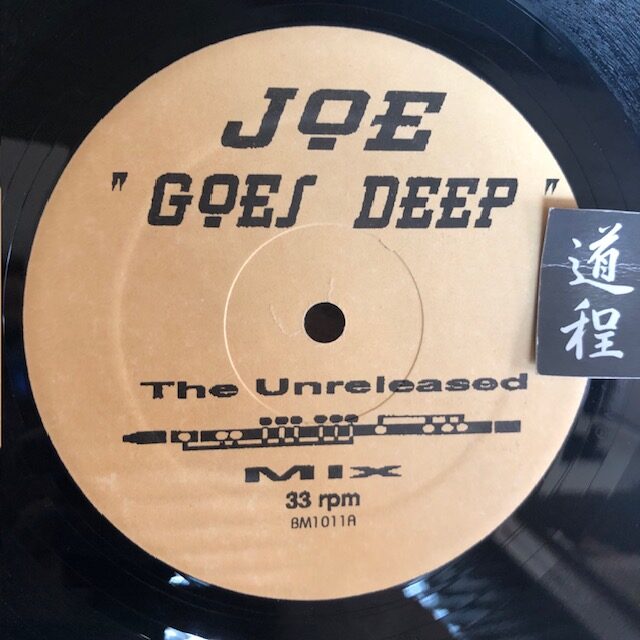 JOE
"GOES DEEP"
道程
The Unreleased
Mix
33 rpm
BM1011A